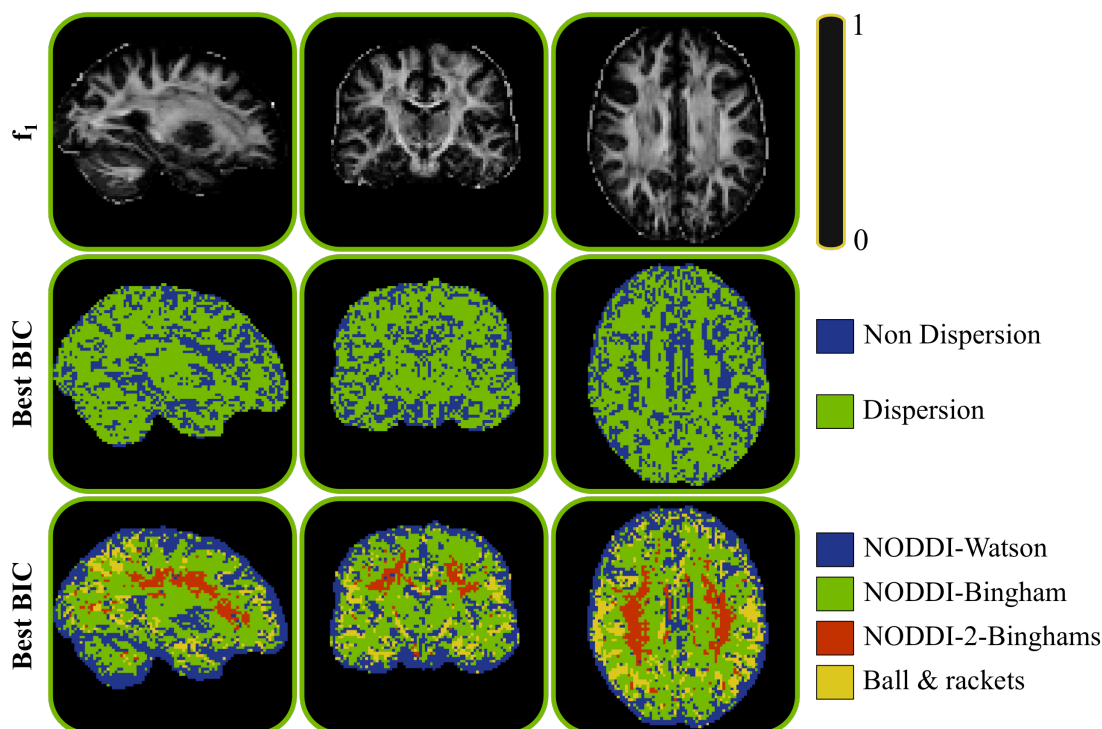 f1
1
0
Best BIC
Non Dispersion
Dispersion
Best BIC
NODDI-Watson
NODDI-Bingham
NODDI-2-Binghams
Ball & rackets